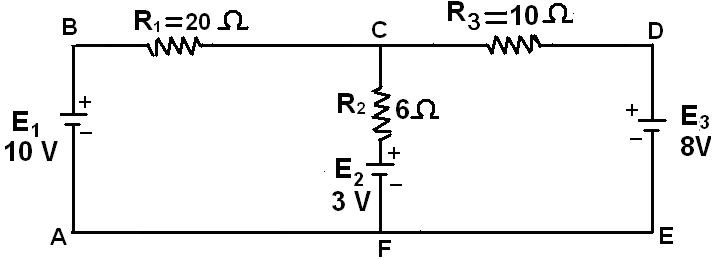 B
R1=20 Ω
C
R3=10 Ω
D
+
E1
10 V
−
R2
6Ω
+
E2
3 V
−
+
E3
8V
−
A
F
E